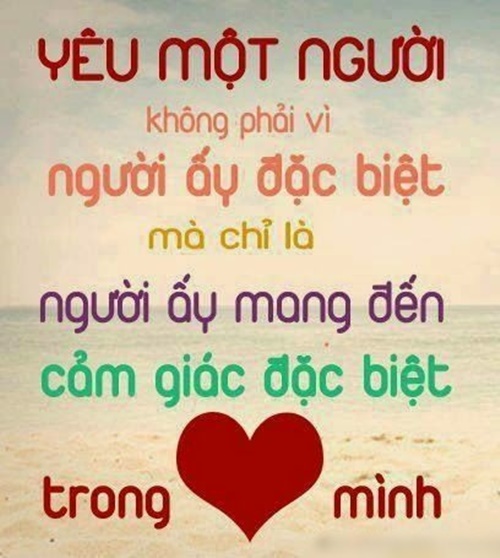 YÊU MỘT NGƯỜI
không phải vì
người ấy đặc biệt
mà chỉ là
người ấy mang đến
cảm giác đặc biệt
trong mình